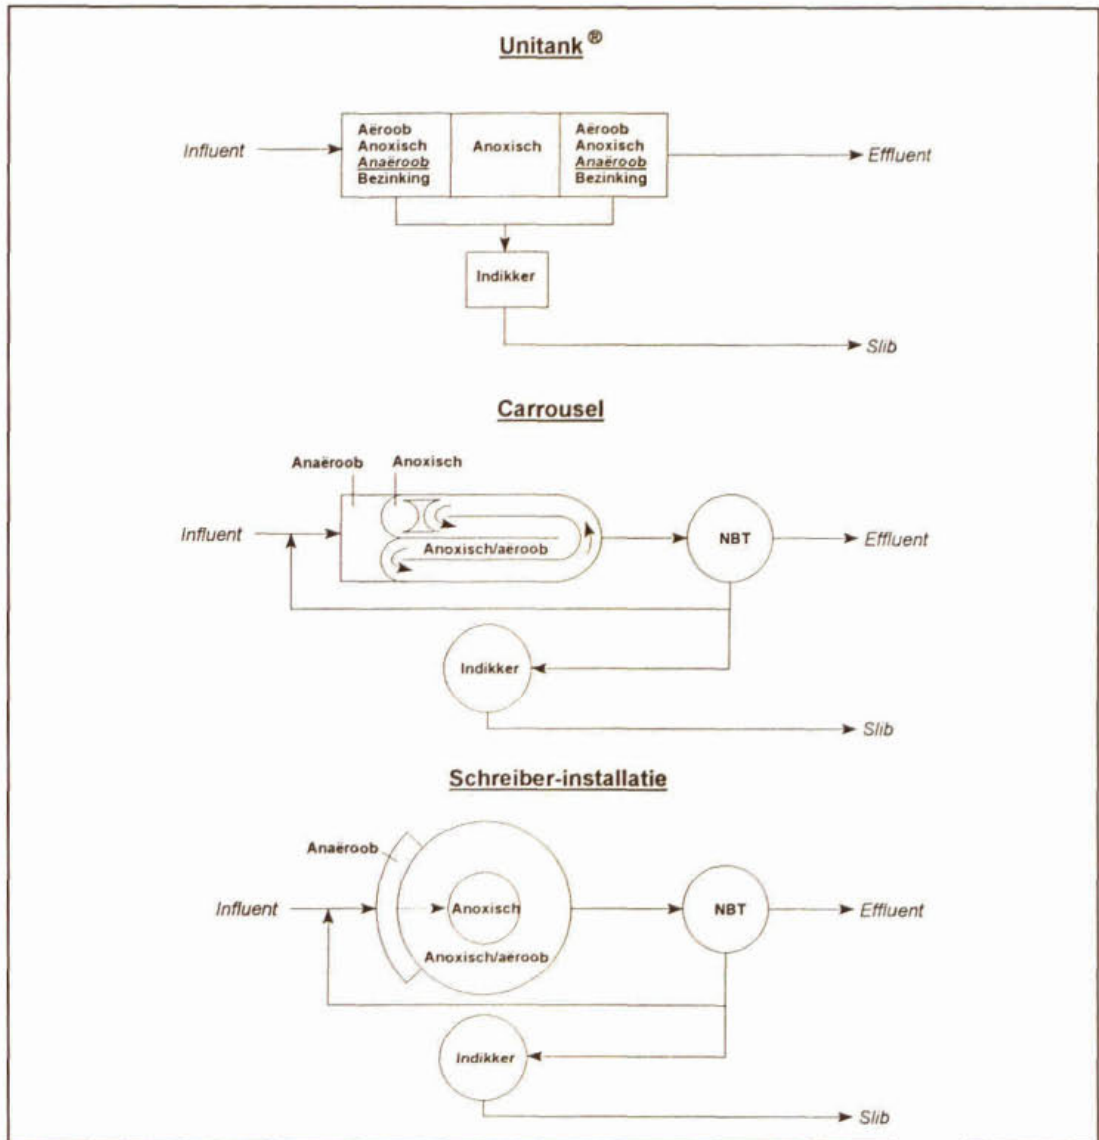 Unitank®
Influent
Aëroob
Anoxisch
Anaëroob
Bezinking
Anoxisch
Aëroob
Anoxisch
Anaëroob
Bezinking
Effluent
Indikker
Slib
Carrousel
Anaëroob
Anoxisch
Influent
Anoxisch/aëroob
NBT
Effluent
Indikker
Slib
Schreiber-installatie
Anaëroob
Influent
Anoxisch
Anoxisch/aëroob
NBT
Effluent
Indikker
Slib